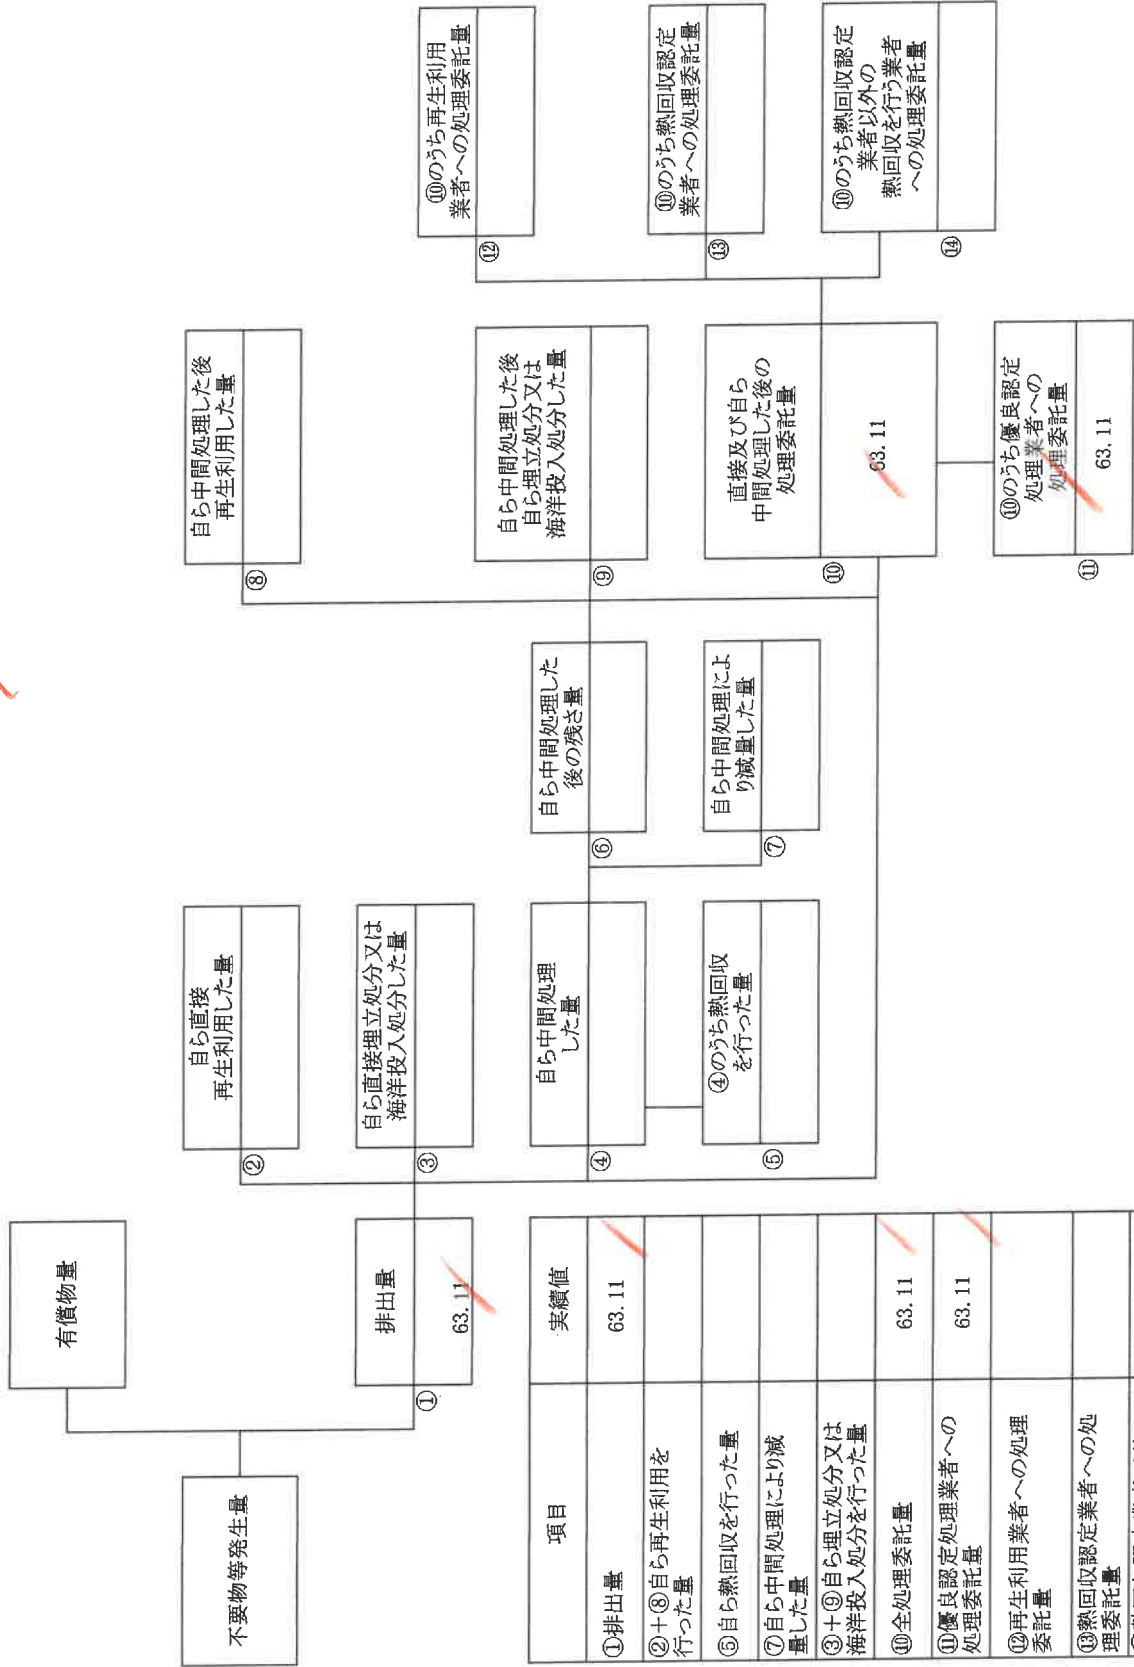 不要物等発生量
有償物量
排出量
①
63.11
②
自ら直接
再生利用した量
③
自ら直接埋立処分又は
海洋投入処分した量
④
自ら中間処理
した量
⑤
④のうち熱回収
を行った量
⑥
自ら中間処理した
後の残さ量
⑦
自ら中間処理によ
り減量した量
⑧
自ら中間処理した後
再生利用した量
⑨
自ら中間処理した後
自ら埋立処分又は
海洋投入処分した量
⑩
直接及び自ら
中間処理した後の
処理委託量
63.11
⑪
⑩のうち優良認定
処理業者への
処理委託量
63.11
⑫
⑩のうち再生利用
業者への処理委託量
⑬
⑩のうち熱回収認定
業者への処理委託量
⑭
⑩のうち熱回収認定
業者以外の
熱回収を行う業者
への処理委託量
項目
実績値
①排出量
63.11
②+⑧自ら再生利用を
行った量
⑤自ら熱回収を行った量
⑦自ら中間処理により減
量した量
③+⑨自ら埋立処分又は
海洋投入処分を行った量
⑩全処理委託量
63.11
⑪優良認定処理業者への
処理委託量
63.11
⑫再生利用業者への処理
委託量
⑬熱回収認定業者への処
理委託量